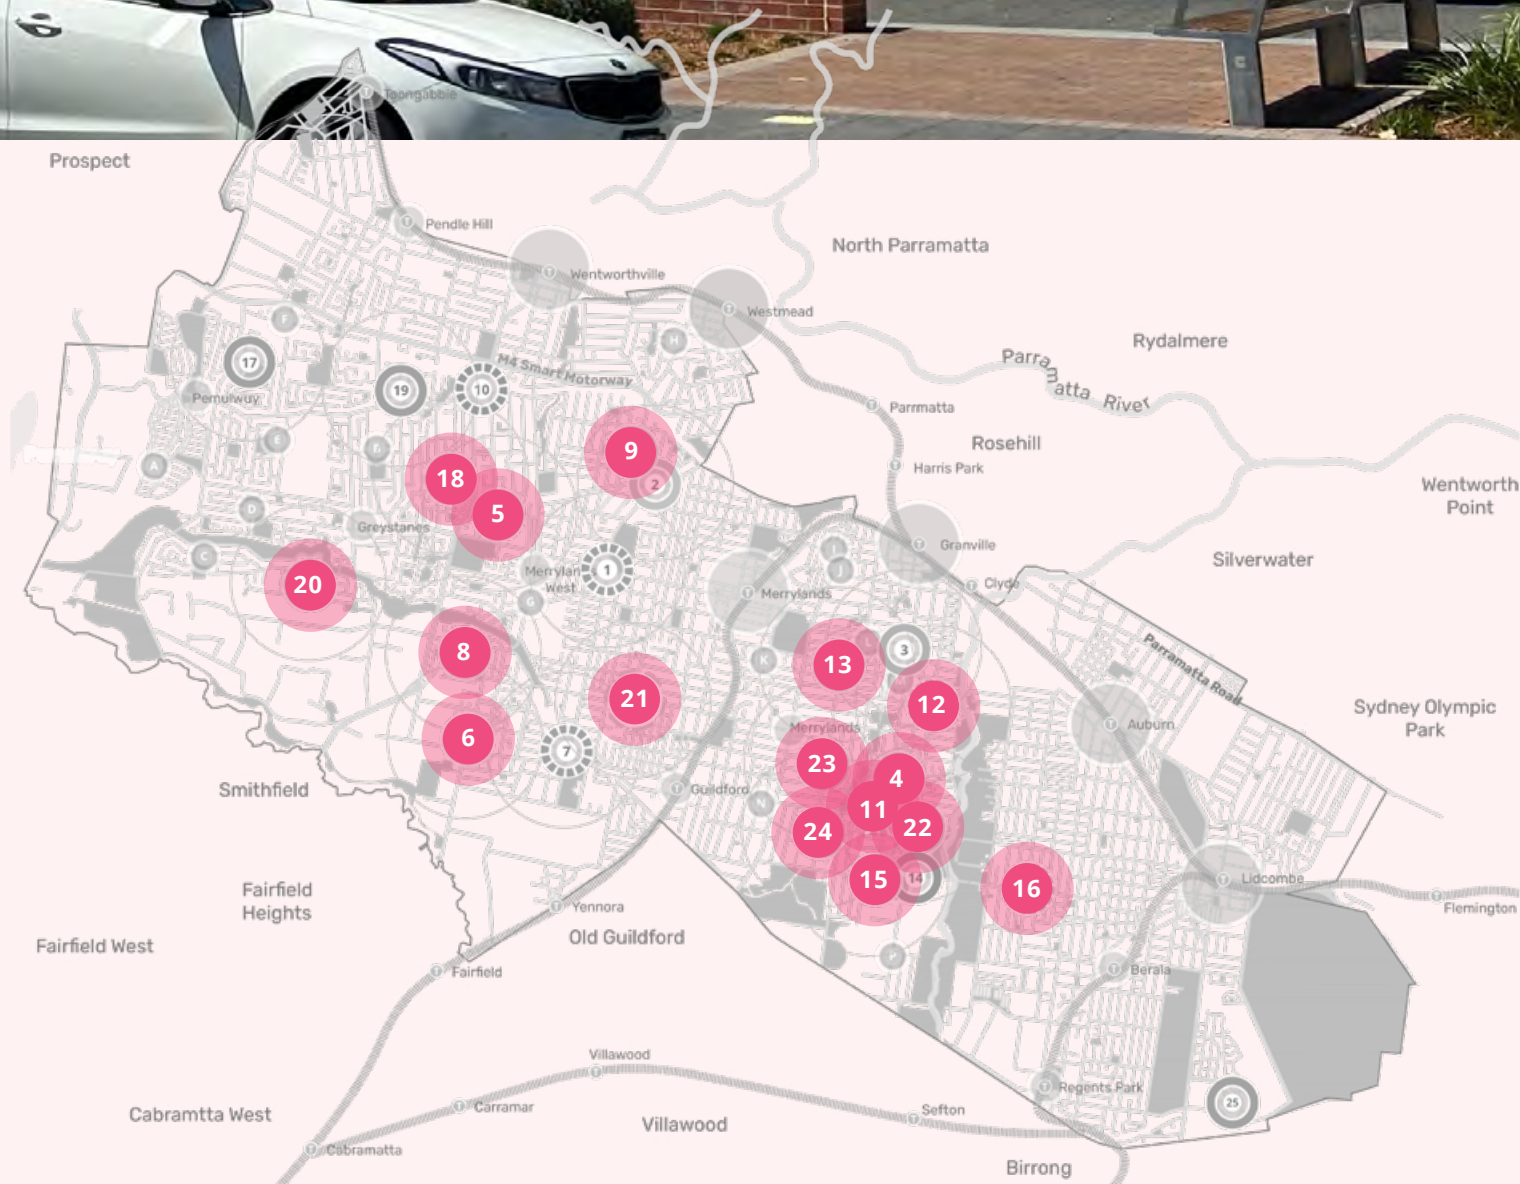 Toongabbie
Prospect
Pendle Hill
North Parramatta
Wentworthville
Westmead
F
H
Rydalmere
17
M4 Smart Motorway
Parra
matta River
19
10
Pemulwuy
Parrmatta
E
9
Rosehill
A
18
2
Harris Park
Wentworth
Point
D
5
Greystanes
Granville
C
I
J
Silverwater
20
Merrylan
West
1
Clyde
Merrylands
G
8
K
13
3
Parramatta Road
21
12
Sydney Olympic
Park
6
7
Merrylands
Auburn
23
4
Smithfield
Guildford
N
11
24
22
Fairfield
Heights
15
14
16
Lidcombe
Flemington
Yennora
Fairfield West
Old Guildford
P
Fairfield
Berala
Villawood
Regents Park
25
Cabramtta West
Carramar
Villawood
Sefton
Cabramatta
Birrong